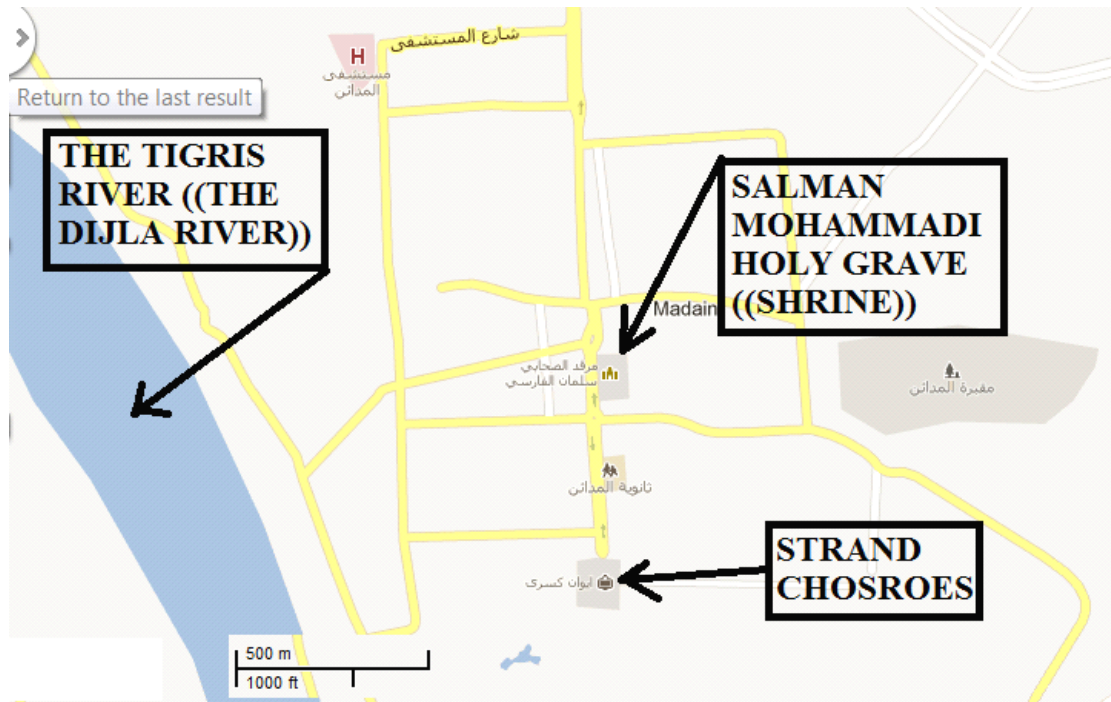 شارع المستشفى
H
مستشفى
المدائن
Return to the last result
THE TIGRIS
RIVER ((THE
DIJLA RIVER))
SALMAN
MOHAMMADI
HOLY GRAVE
((SHRINE))
Madain
مرقد الصحابي
سلمان الفارسي
مقبرة المدائن
ثانوية المدائن
STRAND
CHOSROES
ايوان كسرى
500 m
1000 ft